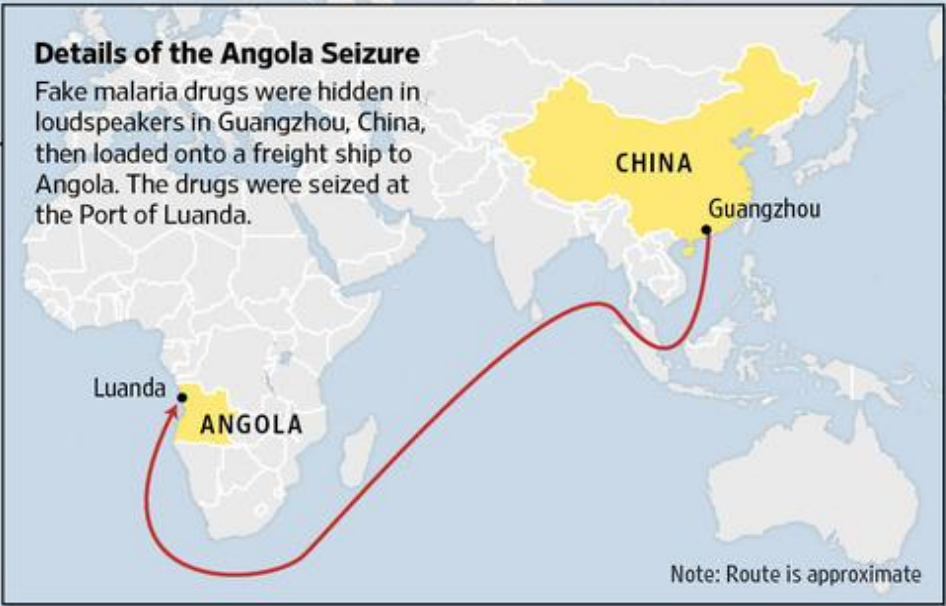 Details of the Angola Seizure
Fake malaria drugs were hidden in
loudspeakers in Guangzhou, China,
then loaded onto a freight ship to
Angola. The drugs were seized at
the Port of Luanda.
CHINA
Guangzhou
Luanda
ANGOLA
Note: Route is approximate